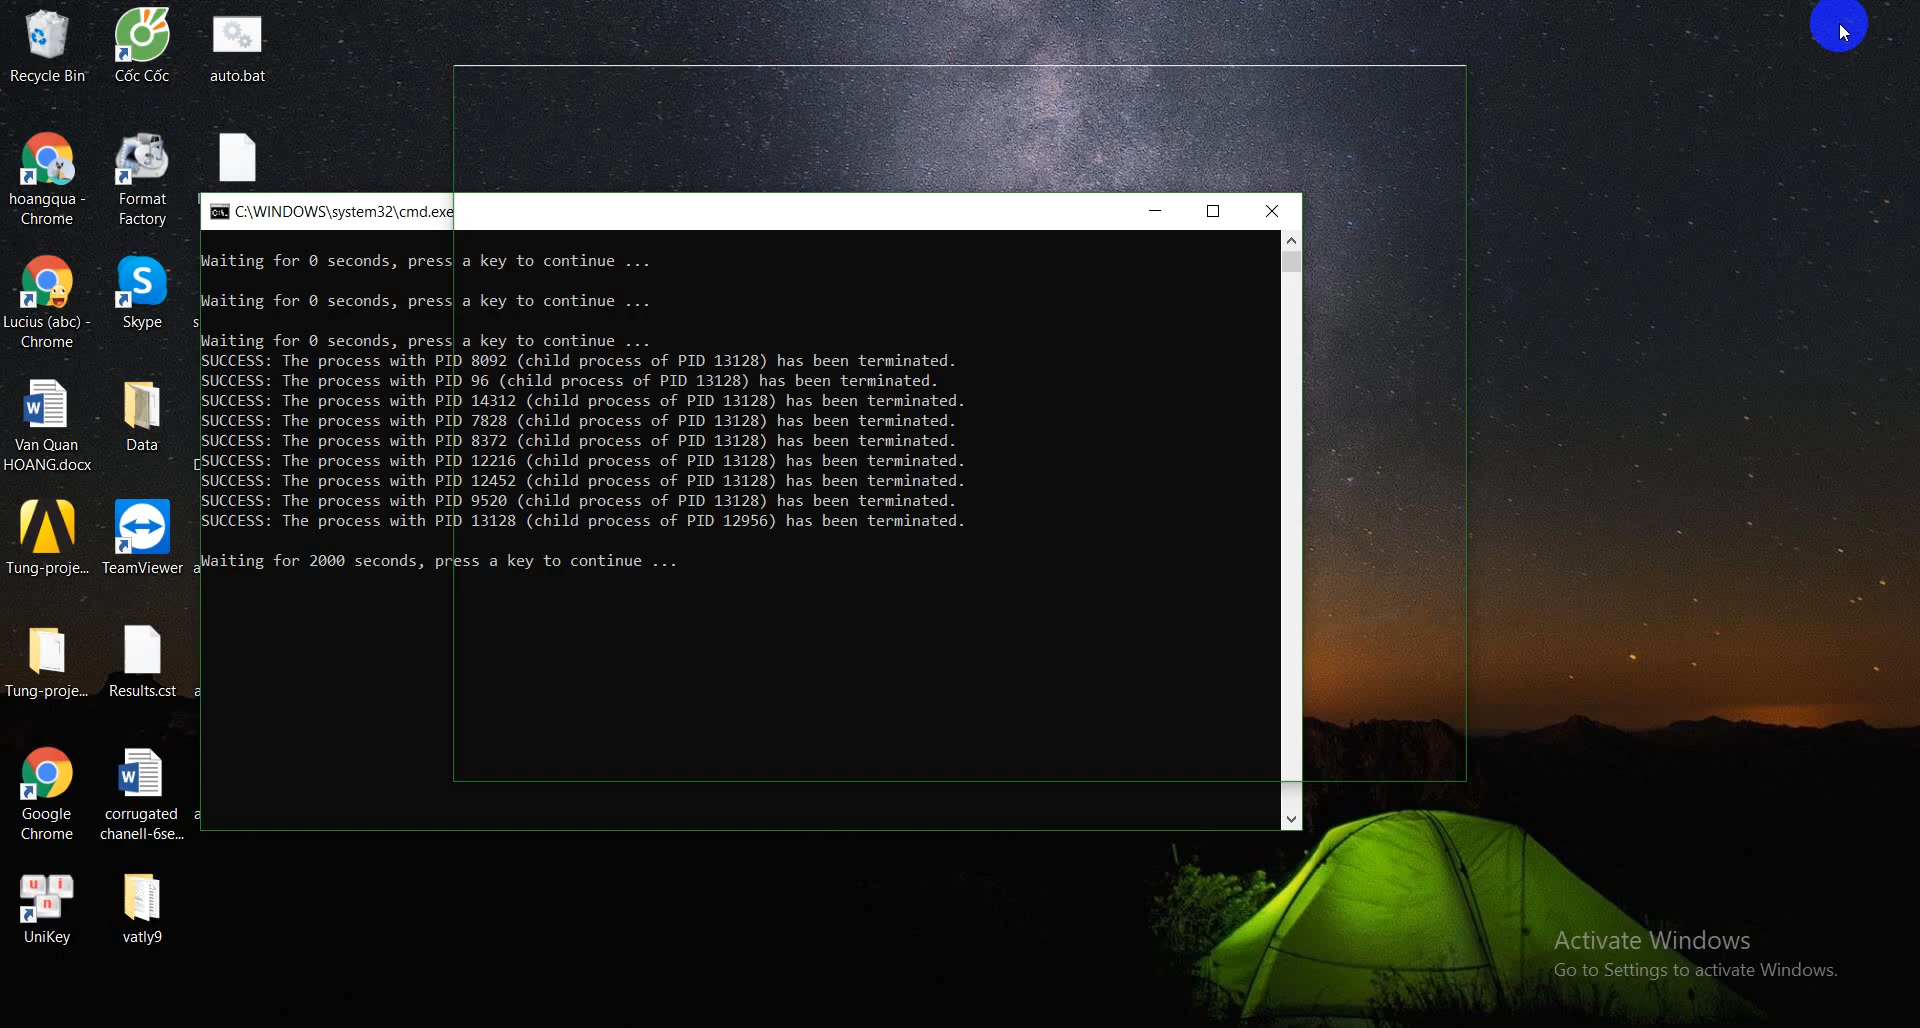 Recycle Bin
Cốc Cốc
auto.bat
hoangqua -
Chrome
Format
Factory
Lucius (abc) -
Chrome
Skype
Van Quan
HOANG.docx
Data
Tung-proje...
TeamViewer
Tung-proje...
Results.cst
Google
Chrome
corrugated
chanell-6se...
UniKey
vatly9
C:\WINDOWS\system32\cmd.exe
Waiting for 0 seconds, press a key to continue ...
Waiting for 0 seconds, press a key to continue ...
Waiting for 0 seconds, press a key to continue ...
SUCCESS: The process with PID 8092 (child process of PID 13128) has been terminated.
SUCCESS: The process with PID 96 (child process of PID 13128) has been terminated.
SUCCESS: The process with PID 14312 (child process of PID 13128) has been terminated.
SUCCESS: The process with PID 7828 (child process of PID 13128) has been terminated.
SUCCESS: The process with PID 8372 (child process of PID 13128) has been terminated.
SUCCESS: The process with PID 12216 (child process of PID 13128) has been terminated.
SUCCESS: The process with PID 12452 (child process of PID 13128) has been terminated.
SUCCESS: The process with PID 9520 (child process of PID 13128) has been terminated.
SUCCESS: The process with PID 13128 (child process of PID 12956) has been terminated.
Waiting for 2000 seconds, press a key to continue ...
Activate Windows
Go to Settings to activate Windows.